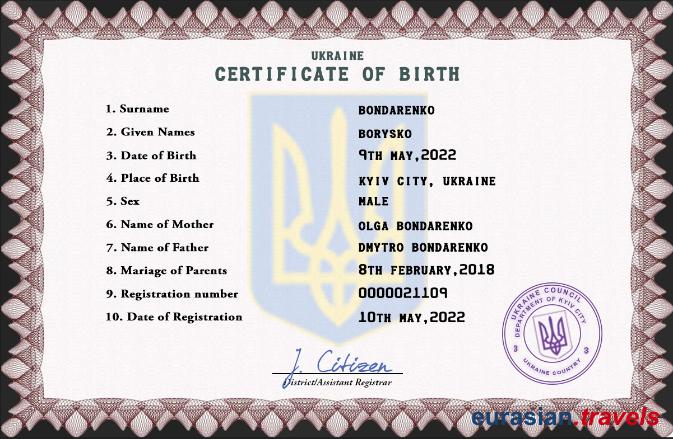 UKRAINE
CERTIFICATE OF BIRTH
1. Surname BONDARENKO
2. Given Names BORYSKO
3. Date of Birth 9TH MAY,2022
4. Place of Birth KYIV CITY, UKRAINE
5. Sex MALE
6. Name of Mother OLGA BONDARENKO
7. Name of Father DMYTRO BONDARENKO
8. Mariage of Parents 8TH FEBRUARY,2018
9. Registration number 0000021109
10. Date of Registration 10TH MAY,2022
UKRAINE COUNCIL
DEPARTMENT OF KYIV CITY
3 3
UKRAINE COUNTRY
J. Citizen
District/Assistant Registrar
eurasian.travels